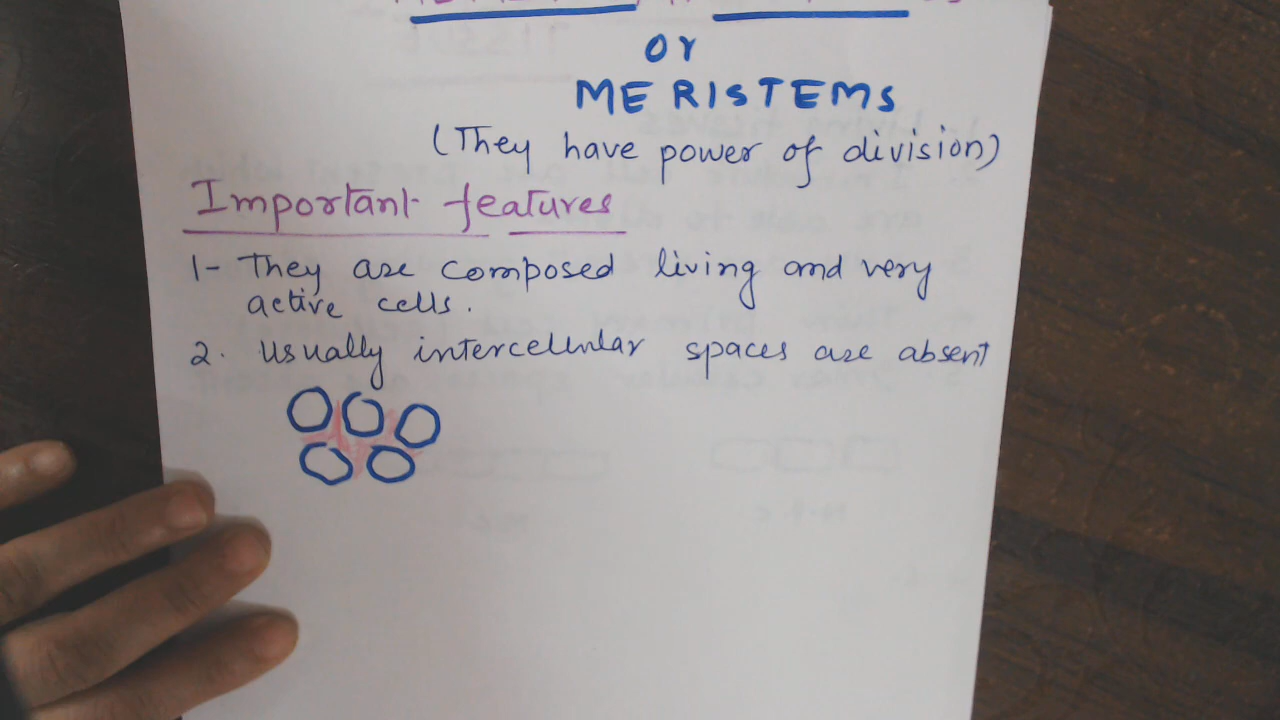 or
MERISTEMS
(They have power of division)
Important features
1- They are composed living and very
active cells.
2. Usually intercellular spaces are absent